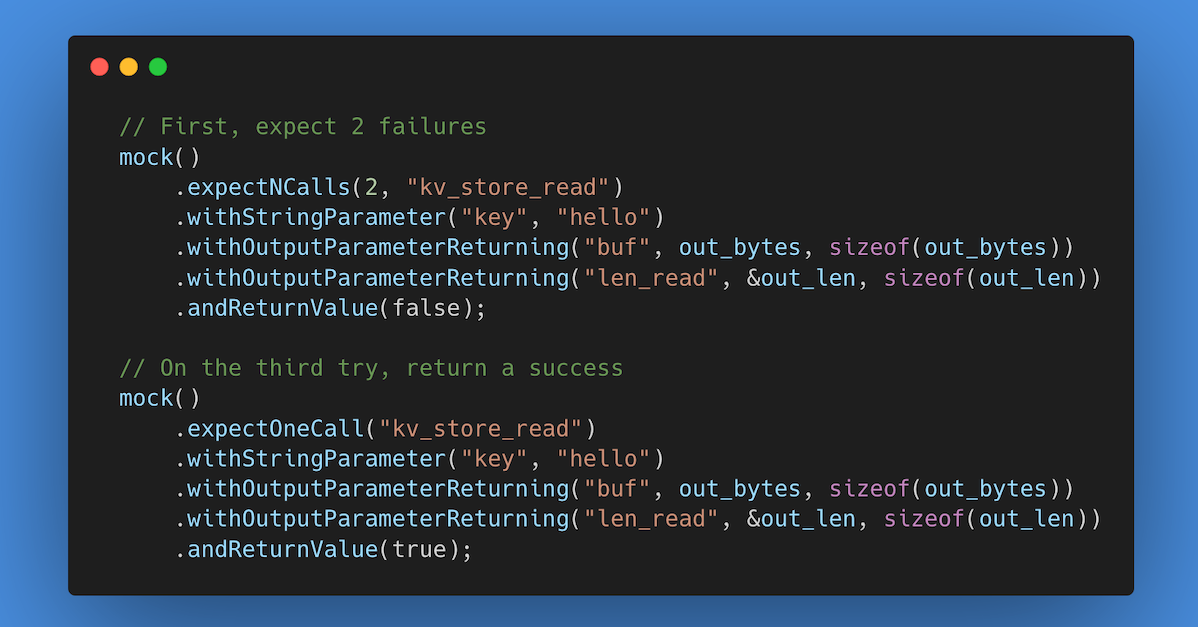 // First, expect 2 failures
mock()
    .expectNCalls(2, "kv_store_read")
    .withStringParameter("key", "hello")
    .withOutputParameterReturning("buf", out_bytes, sizeof(out_bytes))
    .withOutputParameterReturning("len_read", &out_len, sizeof(out_len))
    .andReturnValue(false);

// On the third try, return a success
mock()
    .expectOneCall("kv_store_read")
    .withStringParameter("key", "hello")
    .withOutputParameterReturning("buf", out_bytes, sizeof(out_bytes))
    .withOutputParameterReturning("len_read", &out_len, sizeof(out_len))
    .andReturnValue(true);